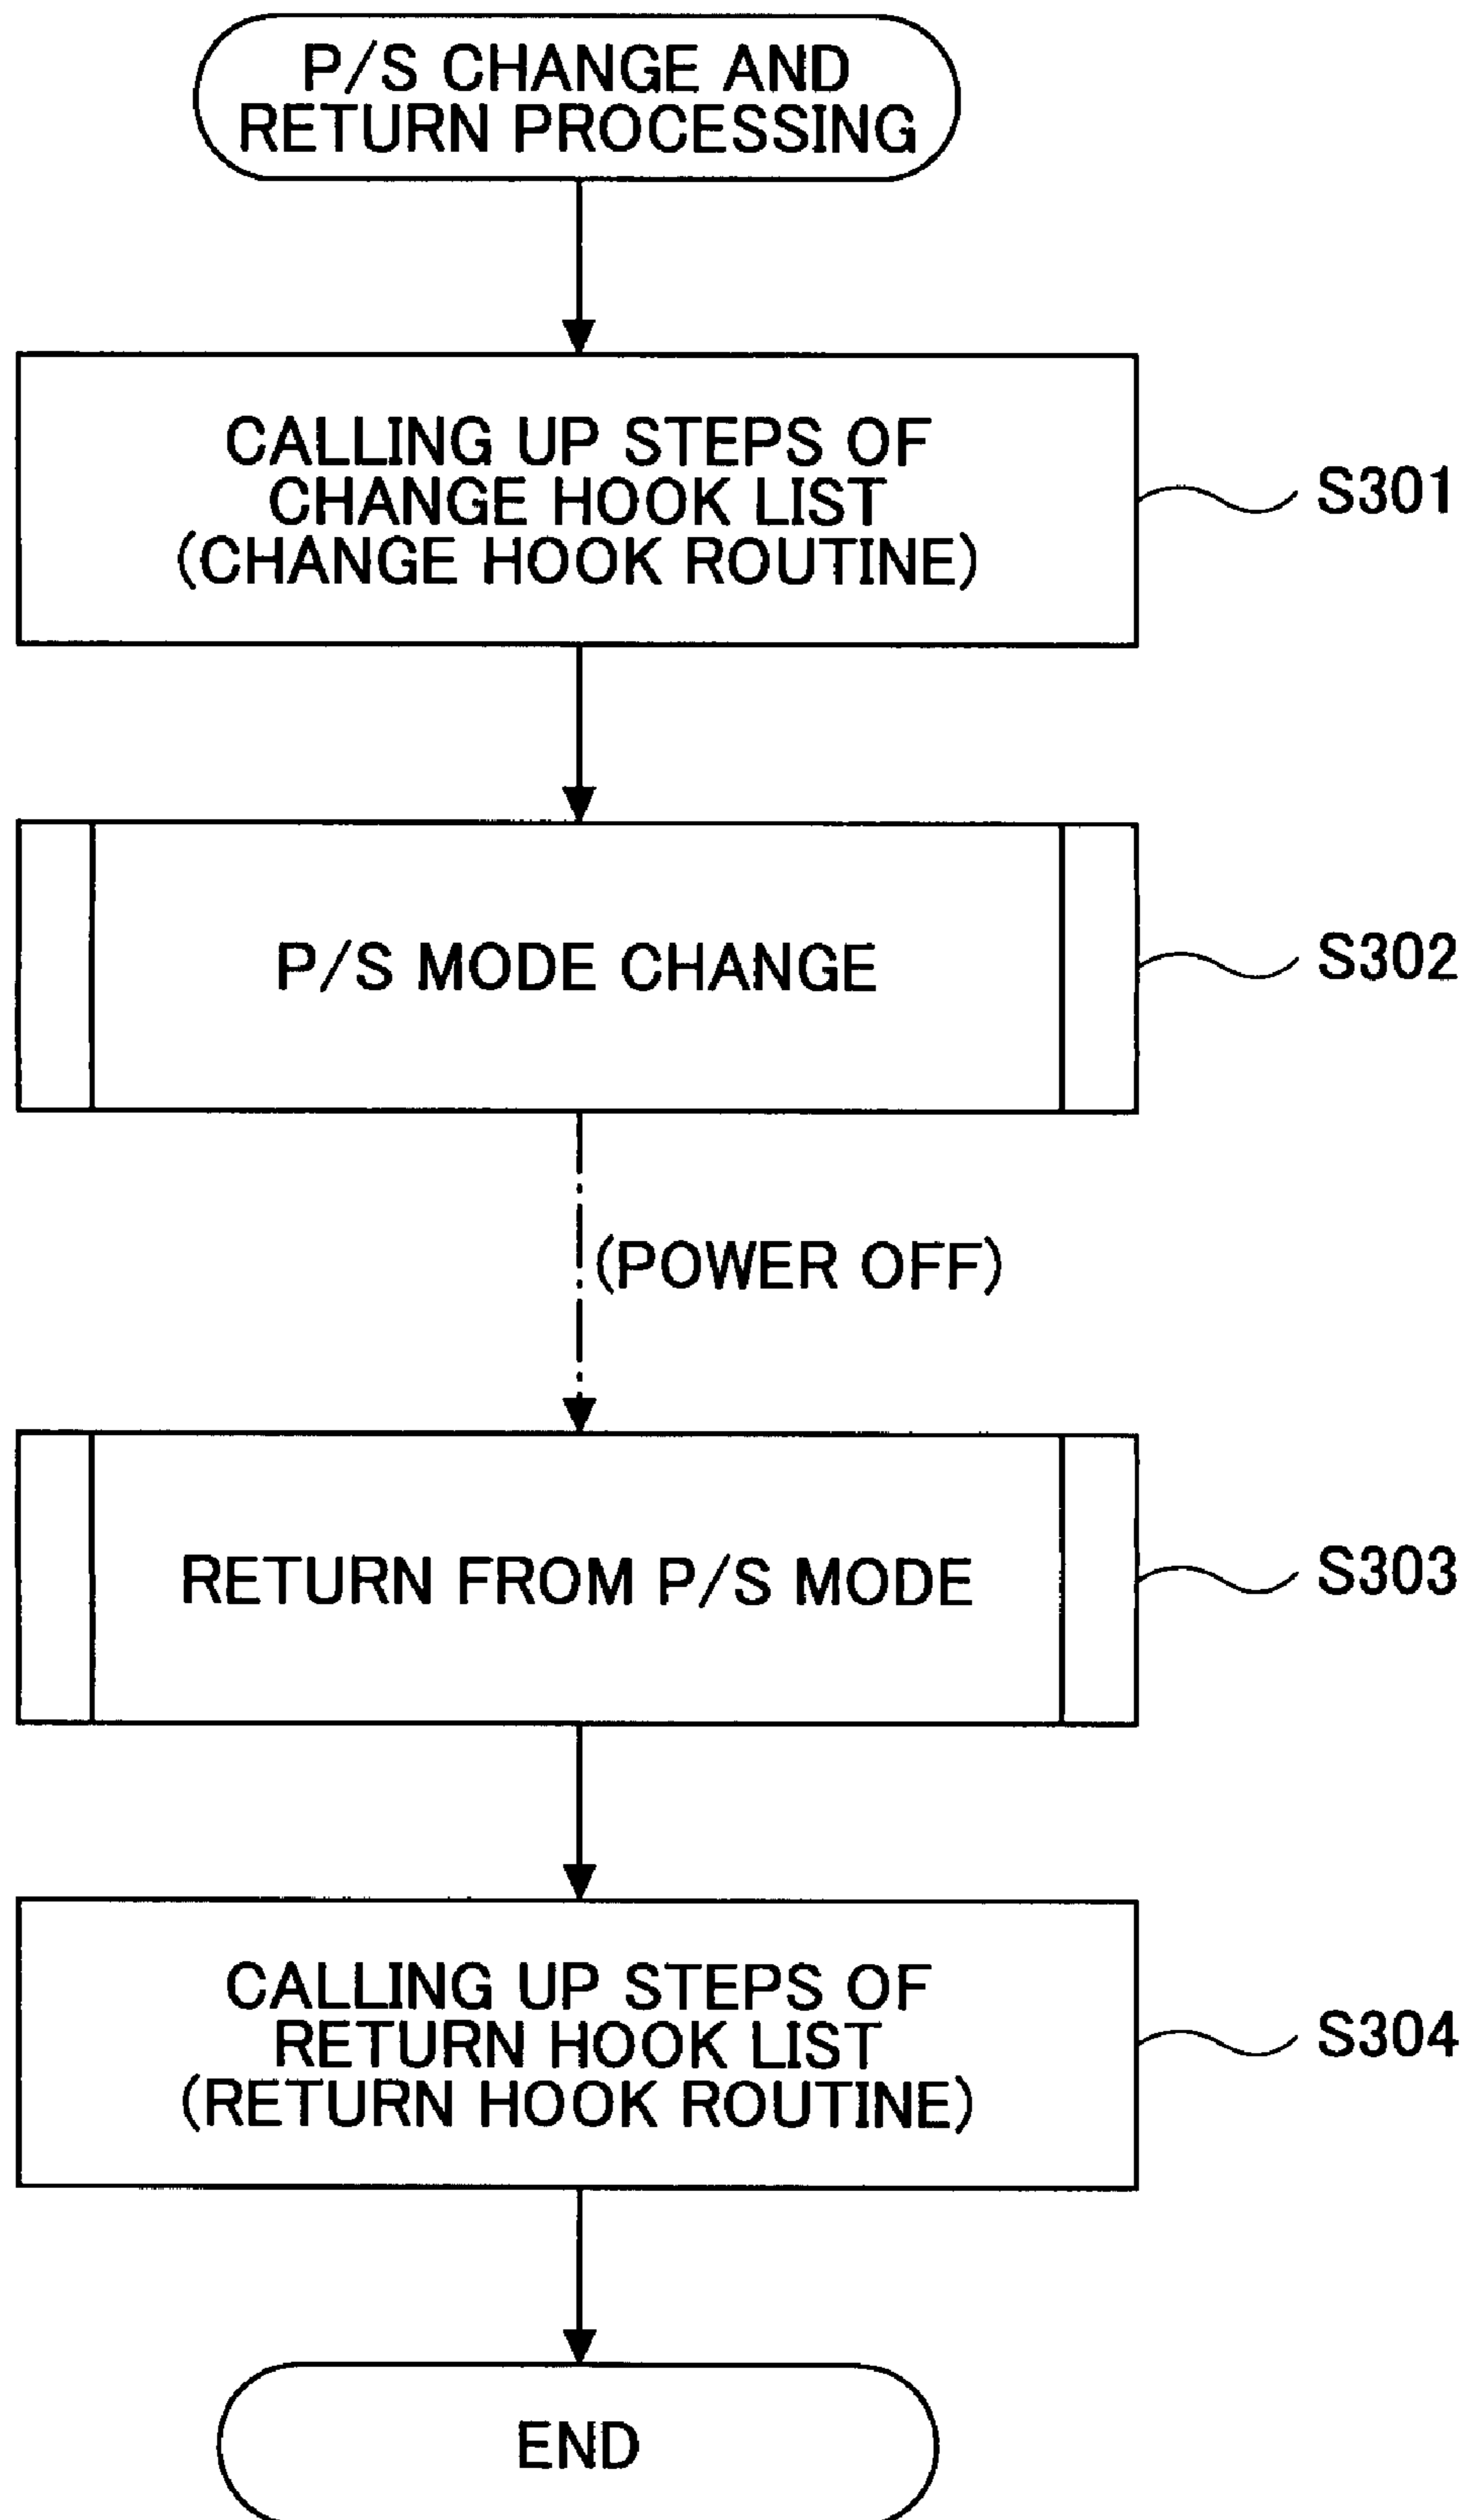 P/S CHANGE AND
RETURN PROCESSING
CALLING UP STEPS OF
CHANGE HOOK LIST
(CHANGE HOOK ROUTINE)
S301
P/S MODE CHANGE
S302
(POWER OFF)
RETURN FROM P/S MODE
S303
CALLING UP STEPS OF
RETURN HOOK LIST
(RETURN HOOK ROUTINE)
S304
END